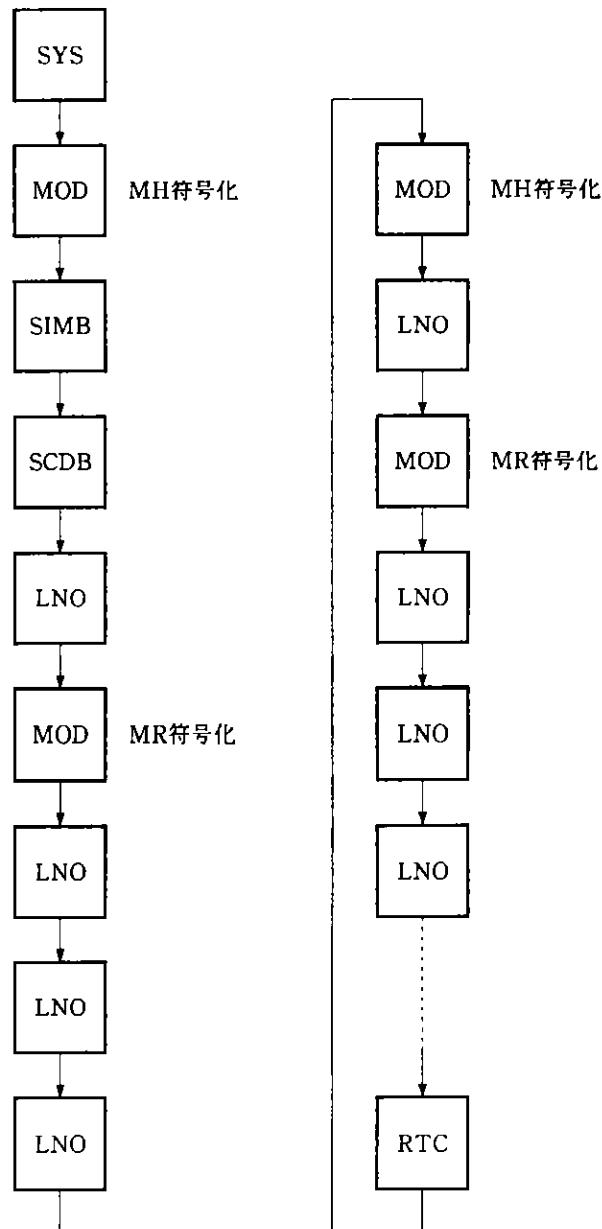 SYS
MOD MH符号化
SIMB
SCDB
LNO
MOD MR符号化
LNO
LNO
LNO
MOD MH符号化
LNO
MOD MR符号化
LNO
LNO
LNO
RTC